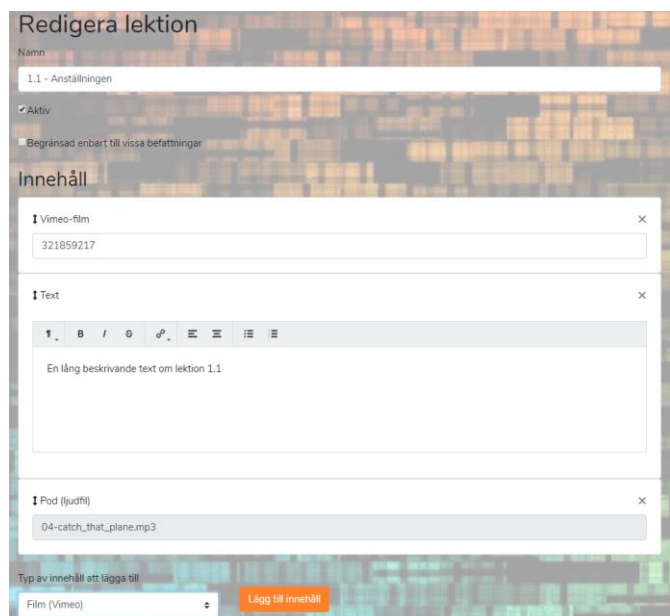 Redigera lektion
Namn
1.1 - Anställningen
Aktiv
Begränsad enbart till vissa befattningar
Innehåll
Vimeo-film
321859217
Text
¶ B I G
En lång beskrivande text om lektion 1.1
Pod (ljudfil)
04-catch_that_plane.mp3
Typ av innehåll att lägga till
Film (Vimeo) Lägg till innehåll